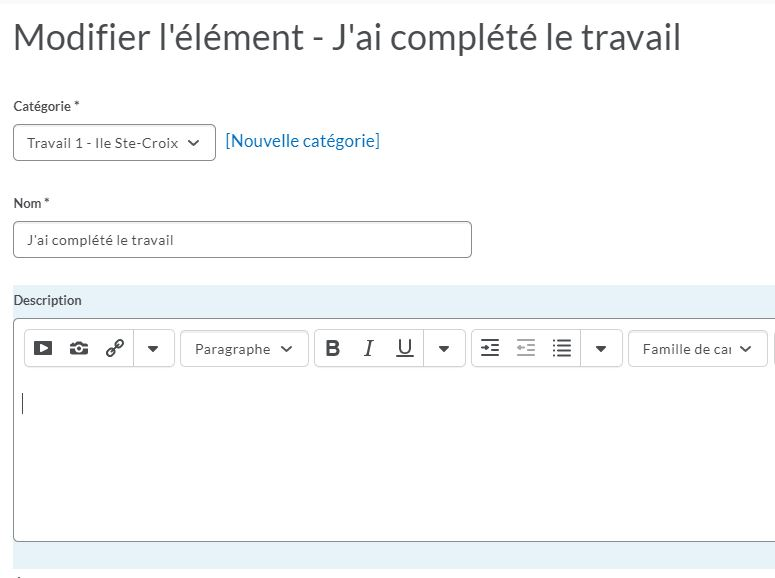 Modifier l'élément - J'ai complété le travail
Catégorie *
Travail 1 - Ile Ste-Croix [Nouvelle catégorie]
Nom *
J'ai complété le travail
Description
Paragraphe B I U Famille de car